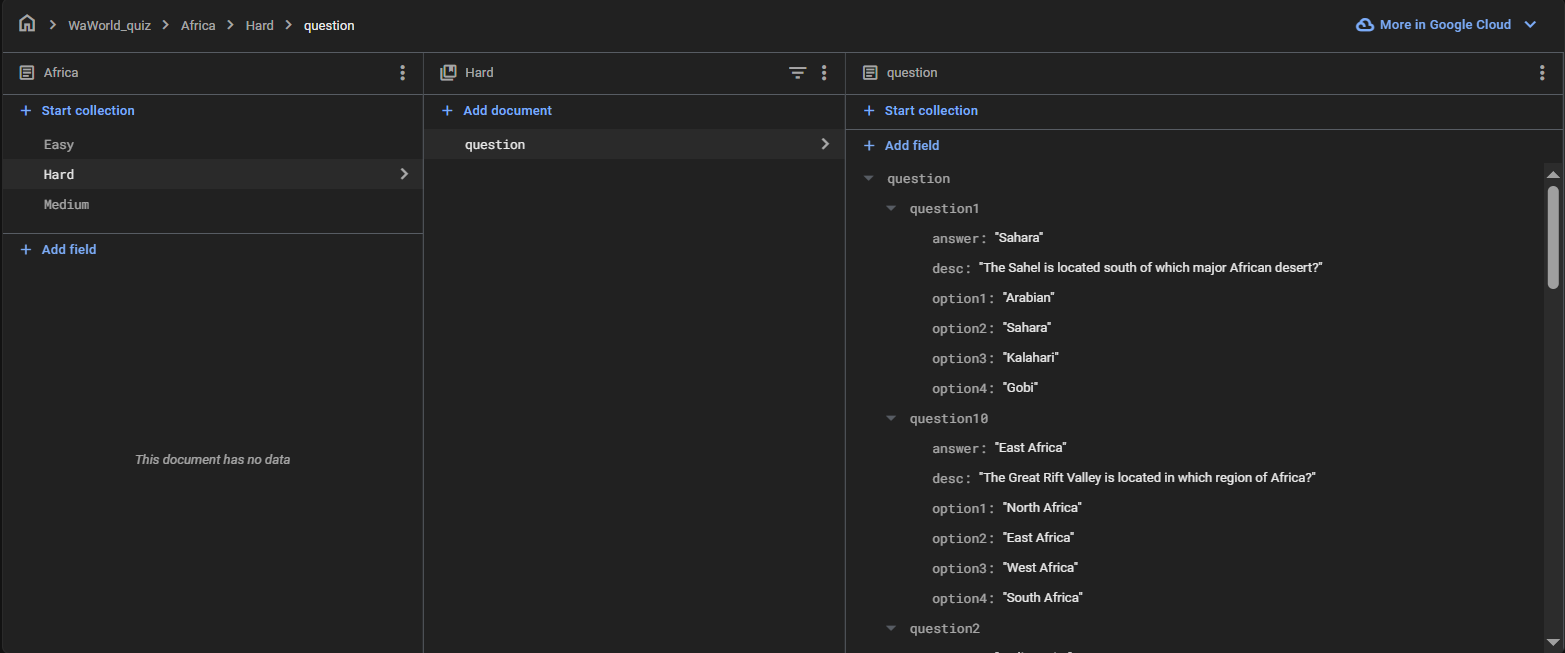 WaWorld_quiz Africa Hard question
More in Google Cloud
Africa
Start collection
Easy
Hard
Medium
Add field
This document has no data
Hard
Add document
question
question
Start collection
Add field
question
question1
answer: "Sahara"
desc: "The Sahel is located south of which major African desert?"
option1: "Arabian"
option2: "Sahara"
option3: "Kalahari"
option4: "Gobi"
question10
answer: "East Africa"
desc: "The Great Rift Valley is located in which region of Africa?"
option1: "North Africa"
option2: "East Africa"
option3: "West Africa"
option4: "South Africa"
question2